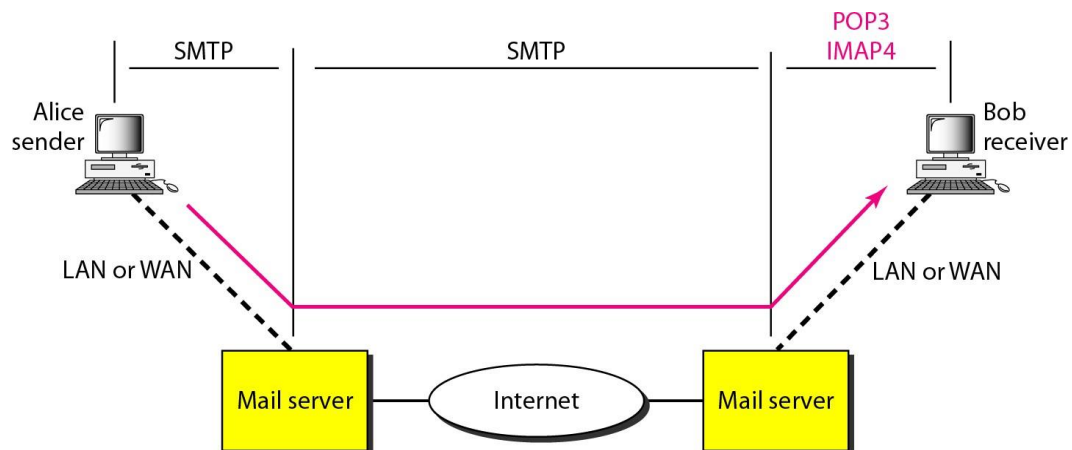 POP3
SMTP
SMTP
IMAP4
Alice
sender
Bob
receiver
LAN or WAN
LAN or WAN
Mail server
Internet
Mail server